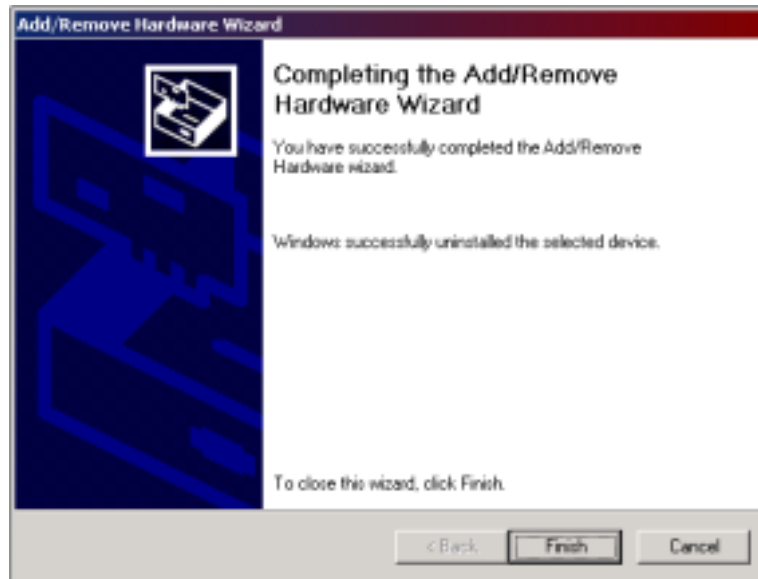 Add/Remove Hardware Wizard
Completing the Add/Remove
Hardware Wizard
You have successfully completed the Add/Remove
Hardware wizard.
Windows successfully uninstalled the selected device.
To close this wizard, click Finish.
< Back
Finish
Cancel